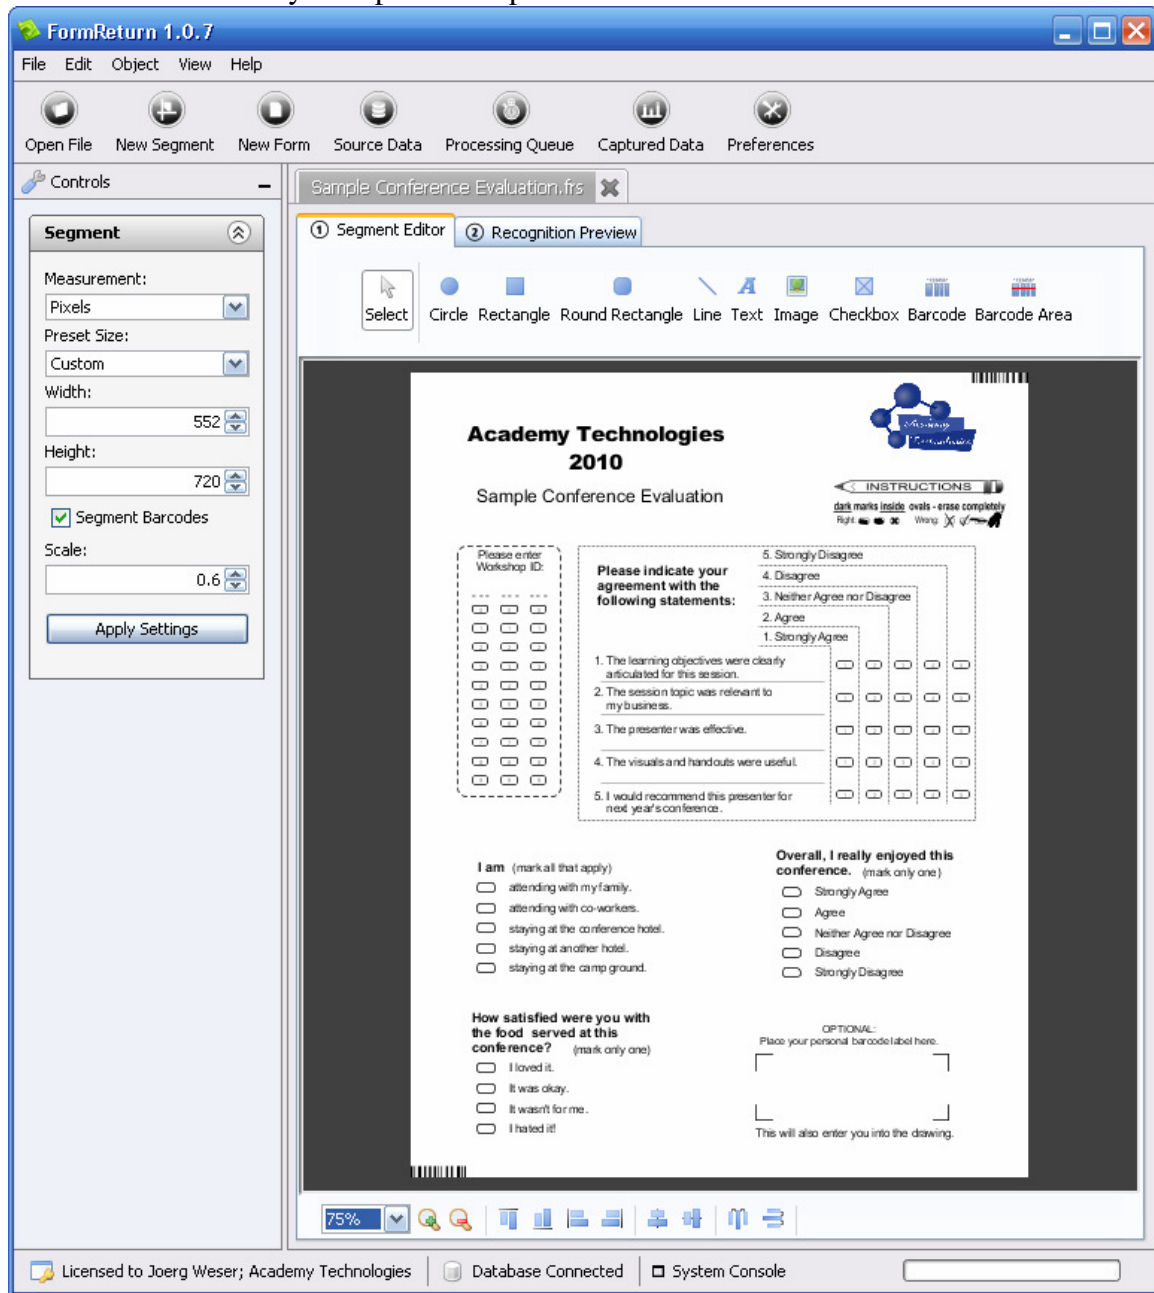 FormReturn 1.0.7
File Edit Object View Help
Open File New Segment New Form Source Data Processing Queue Captured Data Preferences
Controls
Sample Conference Evaluation.frs
Segment
① Segment Editor ② Recognition Preview
Measurement:
Pixels
Preset Size:
Custom
Width:
552
Height:
720
Segment Barcodes
Scale:
0.6
Apply Settings
Select Circle Rectangle Round Rectangle Line Text Image Checkbox Barcode Barcode Area
Academy Technologies
2010
Sample Conference Evaluation
INSTRUCTIONS
dark marks inside ovals - erase completely
Right: Wrong:
Please enter
Workshop ID:
Please indicate your
agreement with the
following statements:
5. Strongly Disagree
4. Disagree
3. Neither Agree nor Disagree
2. Agree
1. Strongly Agree
1. The learning objectives were clearly
articulated for this session.
2. The session topic was relevant to
my business.
3. The presenter was effective.
4. The visuals and handouts were useful.
5. I would recommend this presenter for
next year's conference.
I am (mark all that apply)
attending with my family.
attending with co-workers.
staying at the conference hotel.
staying at another hotel.
staying at the camp ground.
Overall, I really enjoyed this
conference. (mark only one)
Strongly Agree
Agree
Neither Agree nor Disagree
Disagree
Strongly Disagree
How satisfied were you with
the food served at this
conference? (mark only one)
I loved it.
It was okay.
It wasn't for me.
I hated it!
OPTIONAL:
Place your personal barcode label here.
This will also enter you into the drawing.
75%
Licensed to Joerg Weser; Academy Technologies Database Connected System Console